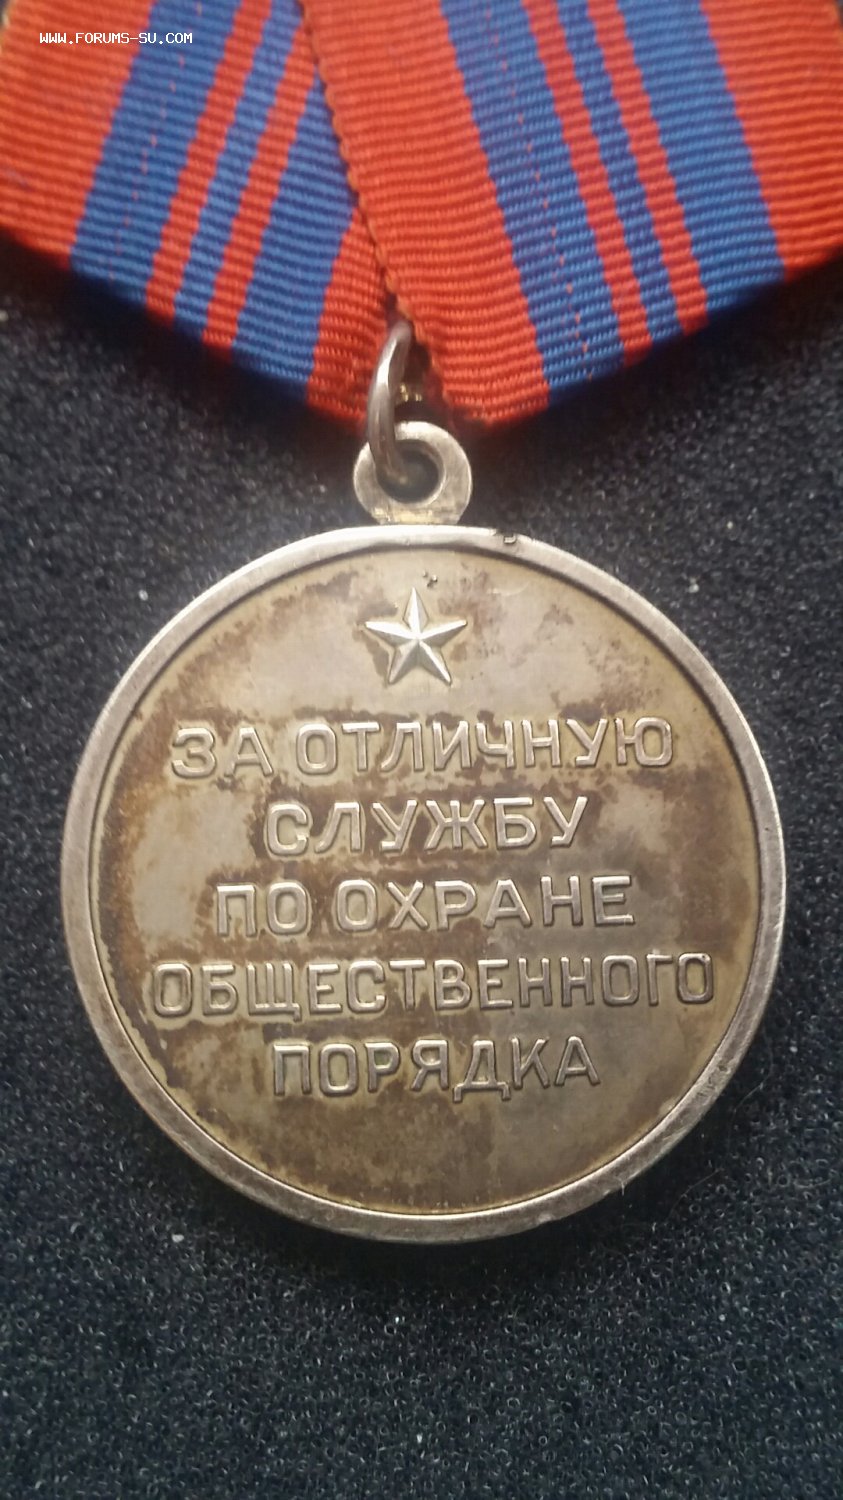 WWW.FORUMS-SU.COM
ЗА ОТЛИЧНУЮ
СЛУЖБУ
ПО ОХРАНЕ
ОБЩЕСТВЕННОГО
ПОРЯДКА